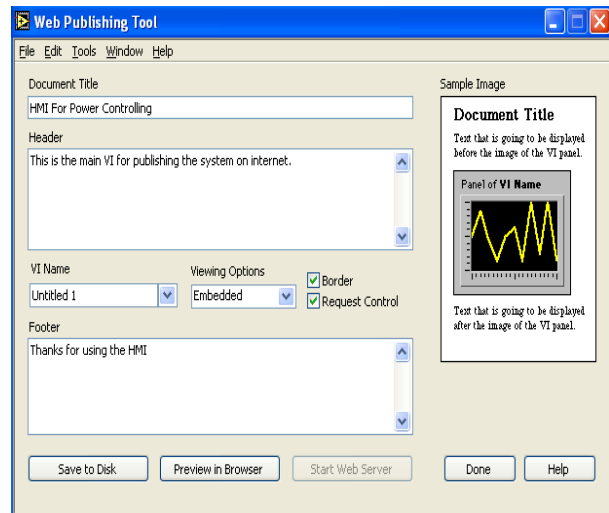 Web Publishing Tool
File Edit Tools Window Help
Document Title
HMI For Power Controlling
Header
This is the main VI for publishing the system on internet.
VI Name
Untitled 1
Viewing Options
Embedded
Border
Request Control
Footer
Thanks for using the HMI
Save to Disk
Preview in Browser
Start Web Server
Sample Image
Document Title
Text that is going to be displayed
before the image of the VI panel.
Panel of VI Name
Text that is going to be displayed
after the image of the VI panel.
Done
Help